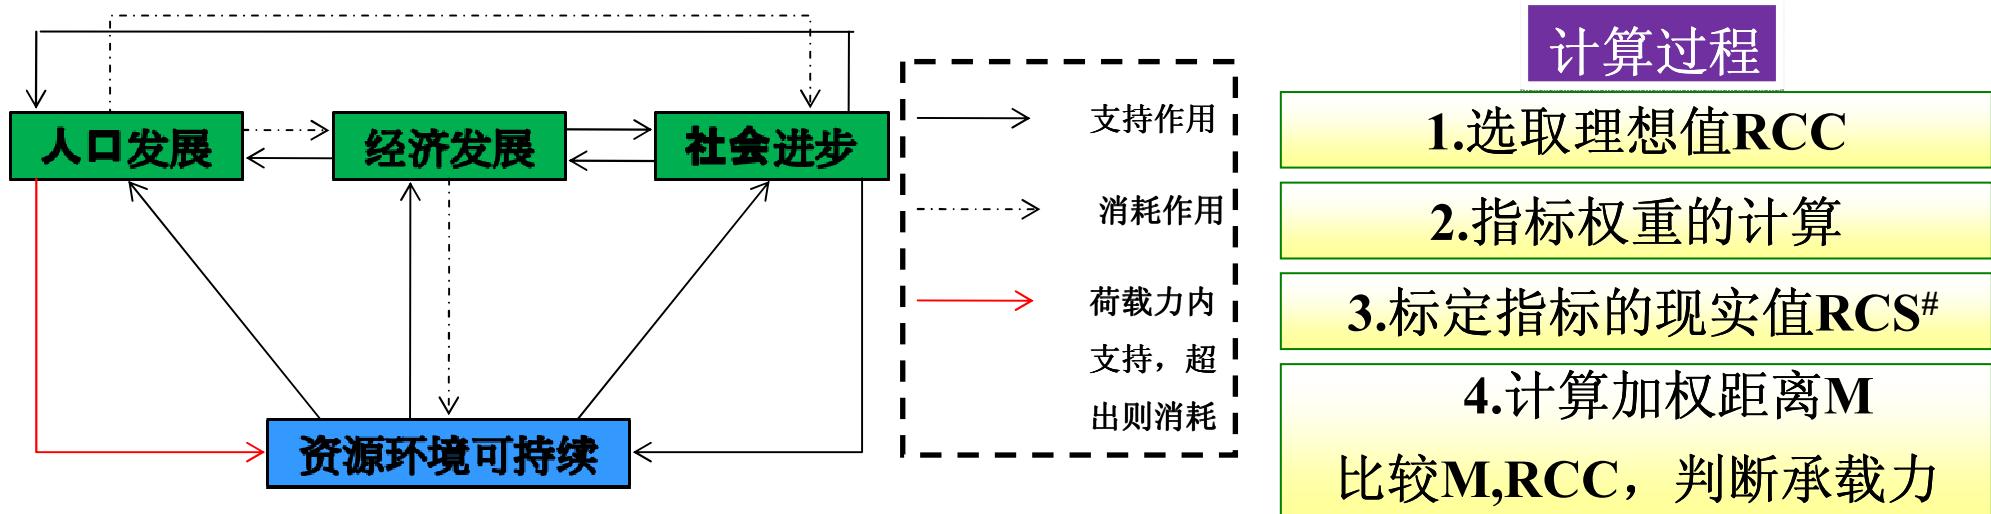 人口发展
经济发展
社会进步
资源环境可持续
支持作用
消耗作用
荷载力内
支持，超
出则消耗
计算过程
1.选取理想值RCC
2.指标权重的计算
3.标定指标的现实值RCS#
4.计算加权距离M
比较M,RCC，判断承载力